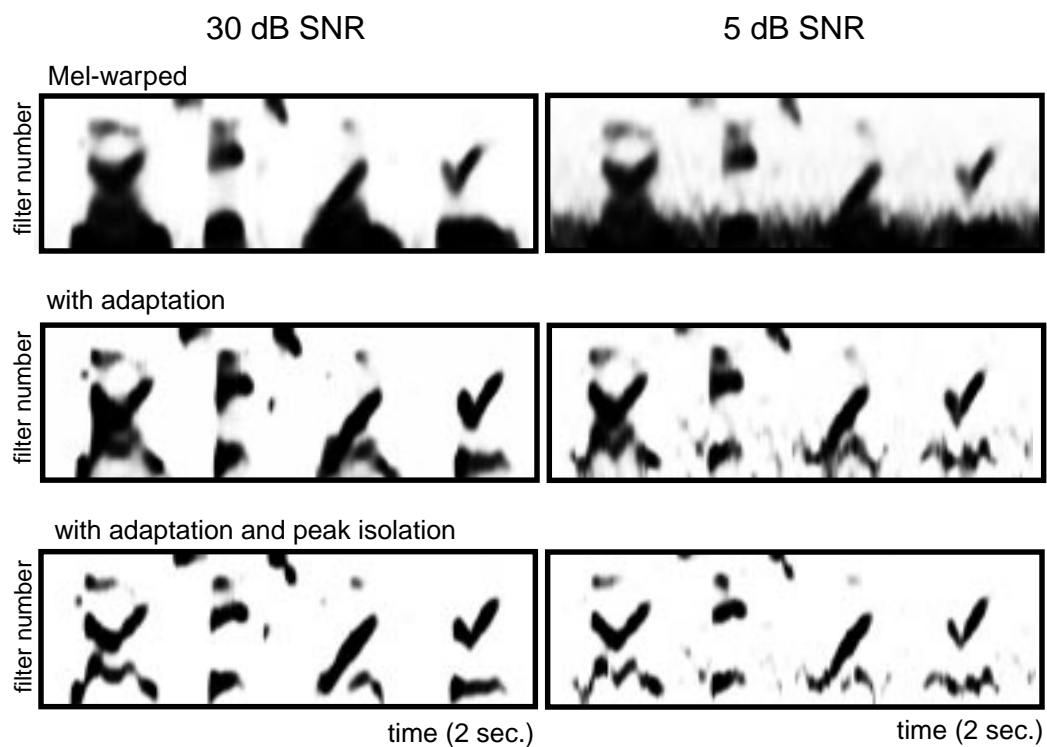 30 dB SNR
5 dB SNR
Mel-warped
filter number
with adaptation
filter number
with adaptation and peak isolation
filter number
time (2 sec.)
time (2 sec.)